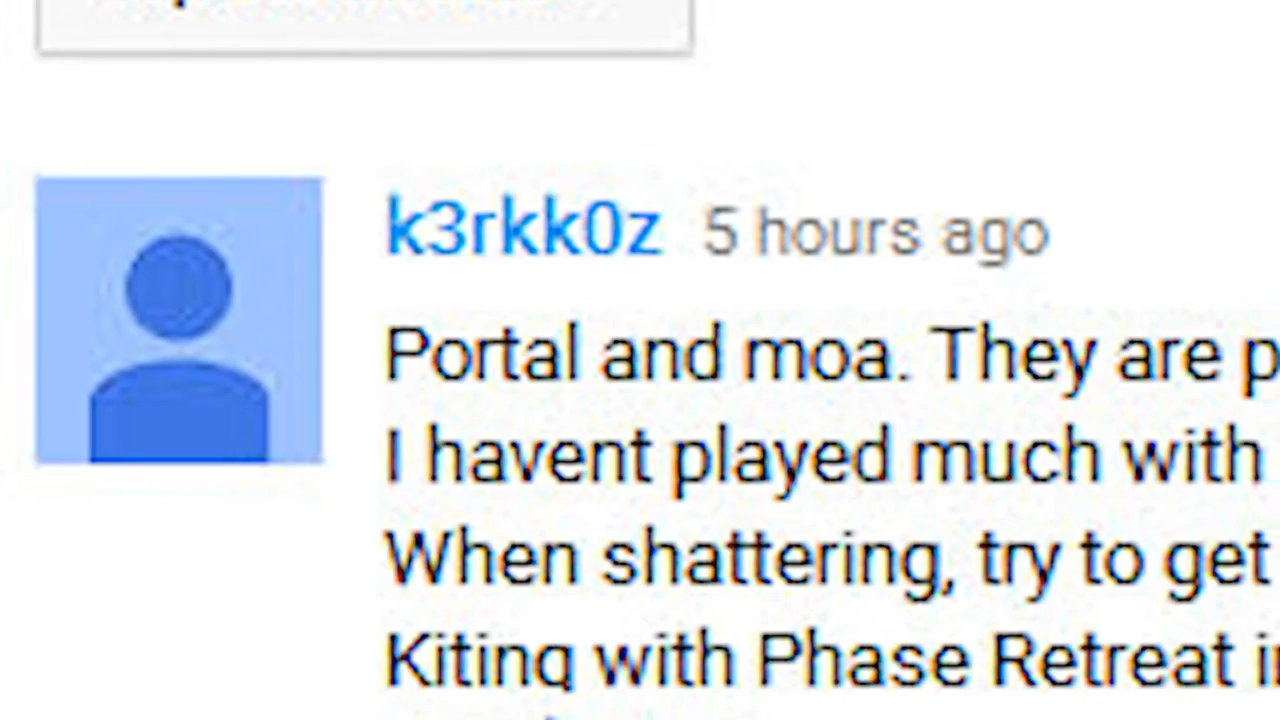 k3rkk0z 5 hours ago
Portal and moa. They are
I havent played much with
When shattering, try to get
Kiting with Phase Retreat